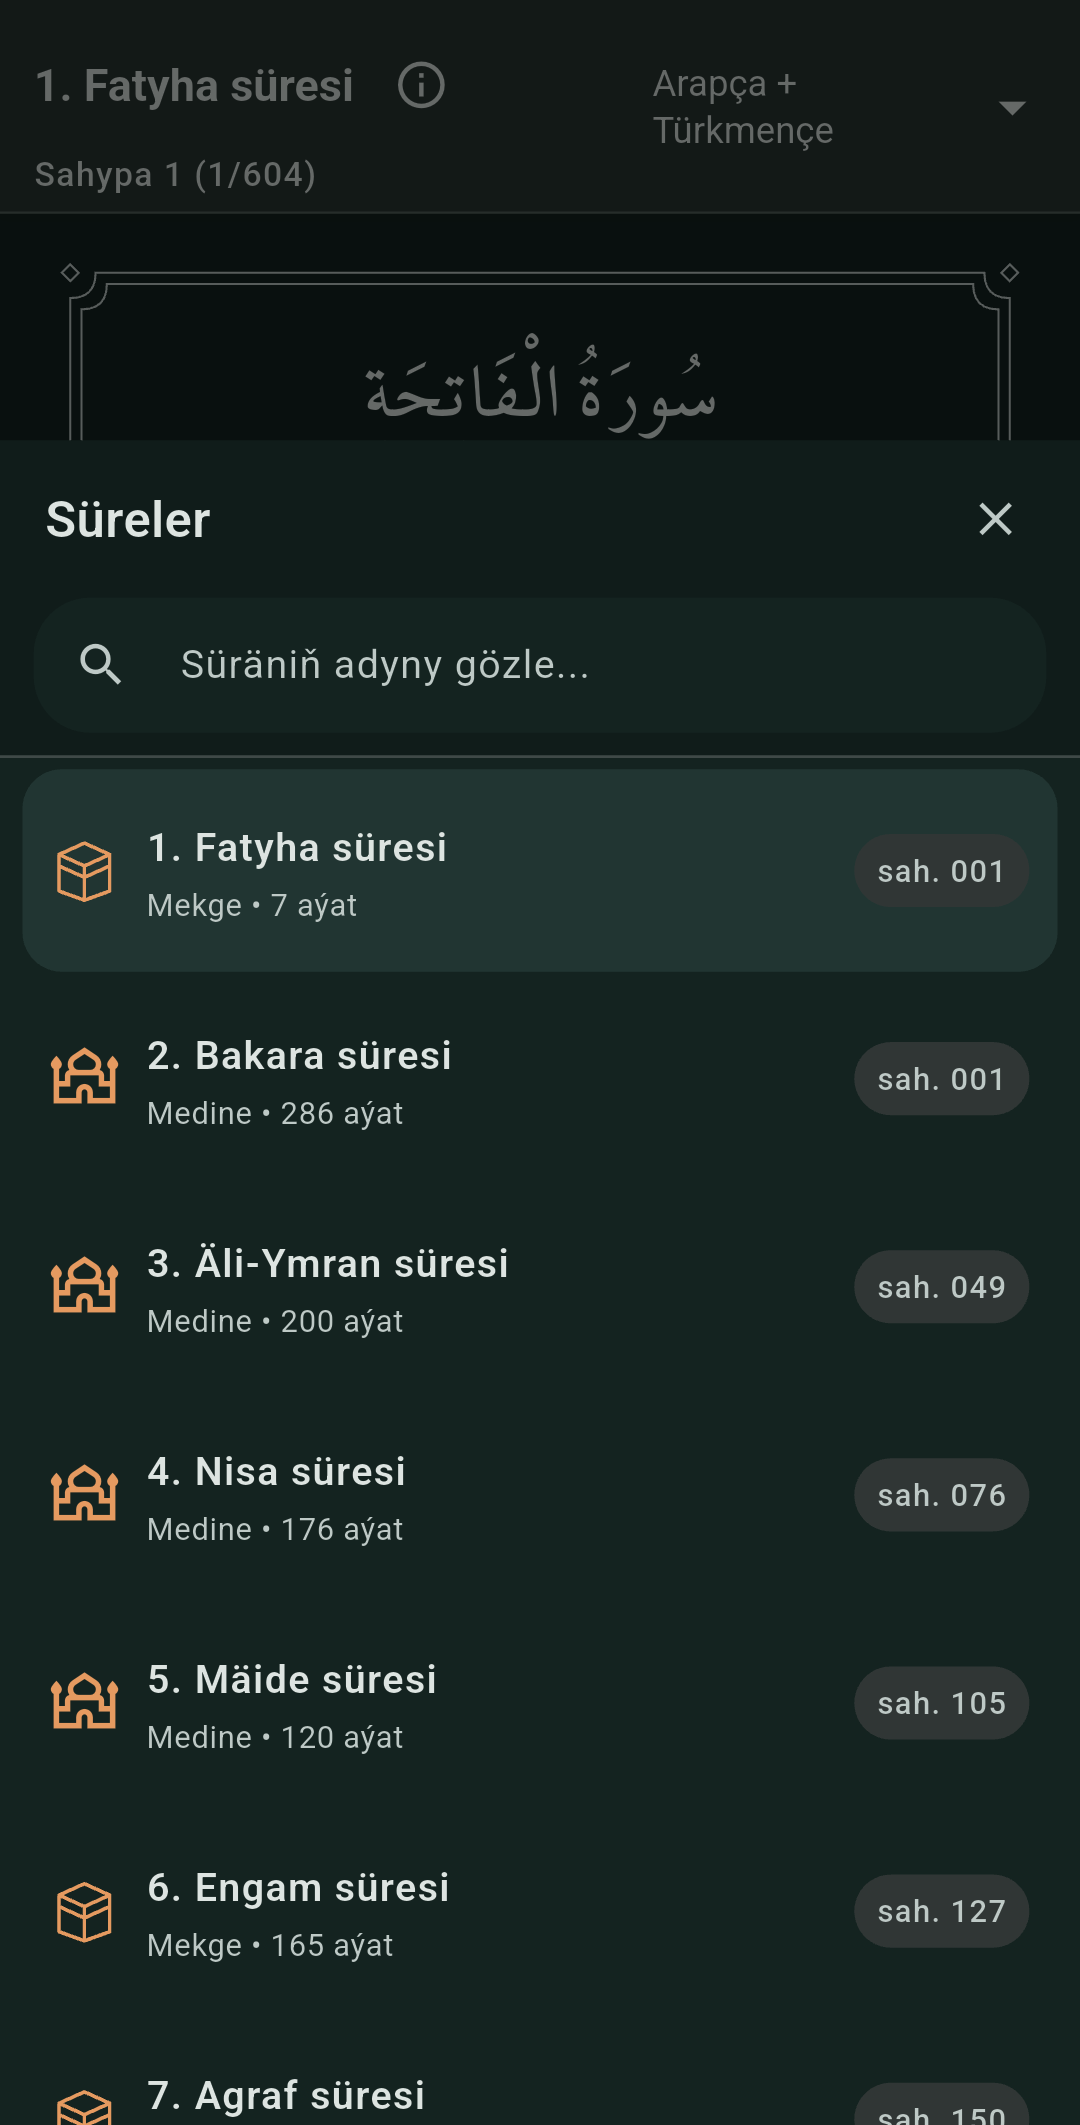 1. Fatyha süresi
Arapça +
Türkmençe
Sahypa 1 (1/604)
سُورَةُ الْفَاتحَة
Süreler
Süräniň adyny gözle...
1. Fatyha süresi
Mekge • 7 aýat
sah. 001
2. Bakara süresi
Medine • 286 aýat
sah. 001
3. Äli-Ymran süresi
Medine • 200 aýat
sah. 049
4. Nisa süresi
Medine • 176 aýat
sah. 076
5. Mäide süresi
Medine • 120 aýat
sah. 105
6. Engam süresi
Mekge • 165 aýat
sah. 127
7. Agraf süresi
sah. 150